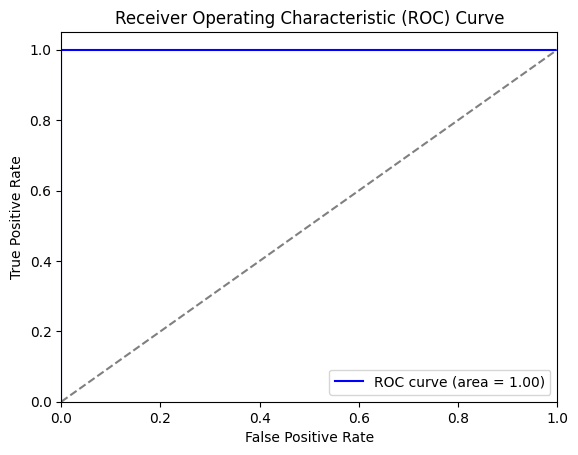 Receiver Operating Characteristic (ROC) Curve
True Positive Rate
1.0
0.8
0.6
0.4
0.2
0.0
0.0 0.2 0.4 0.6 0.8 1.0
False Positive Rate
ROC curve (area = 1.00)